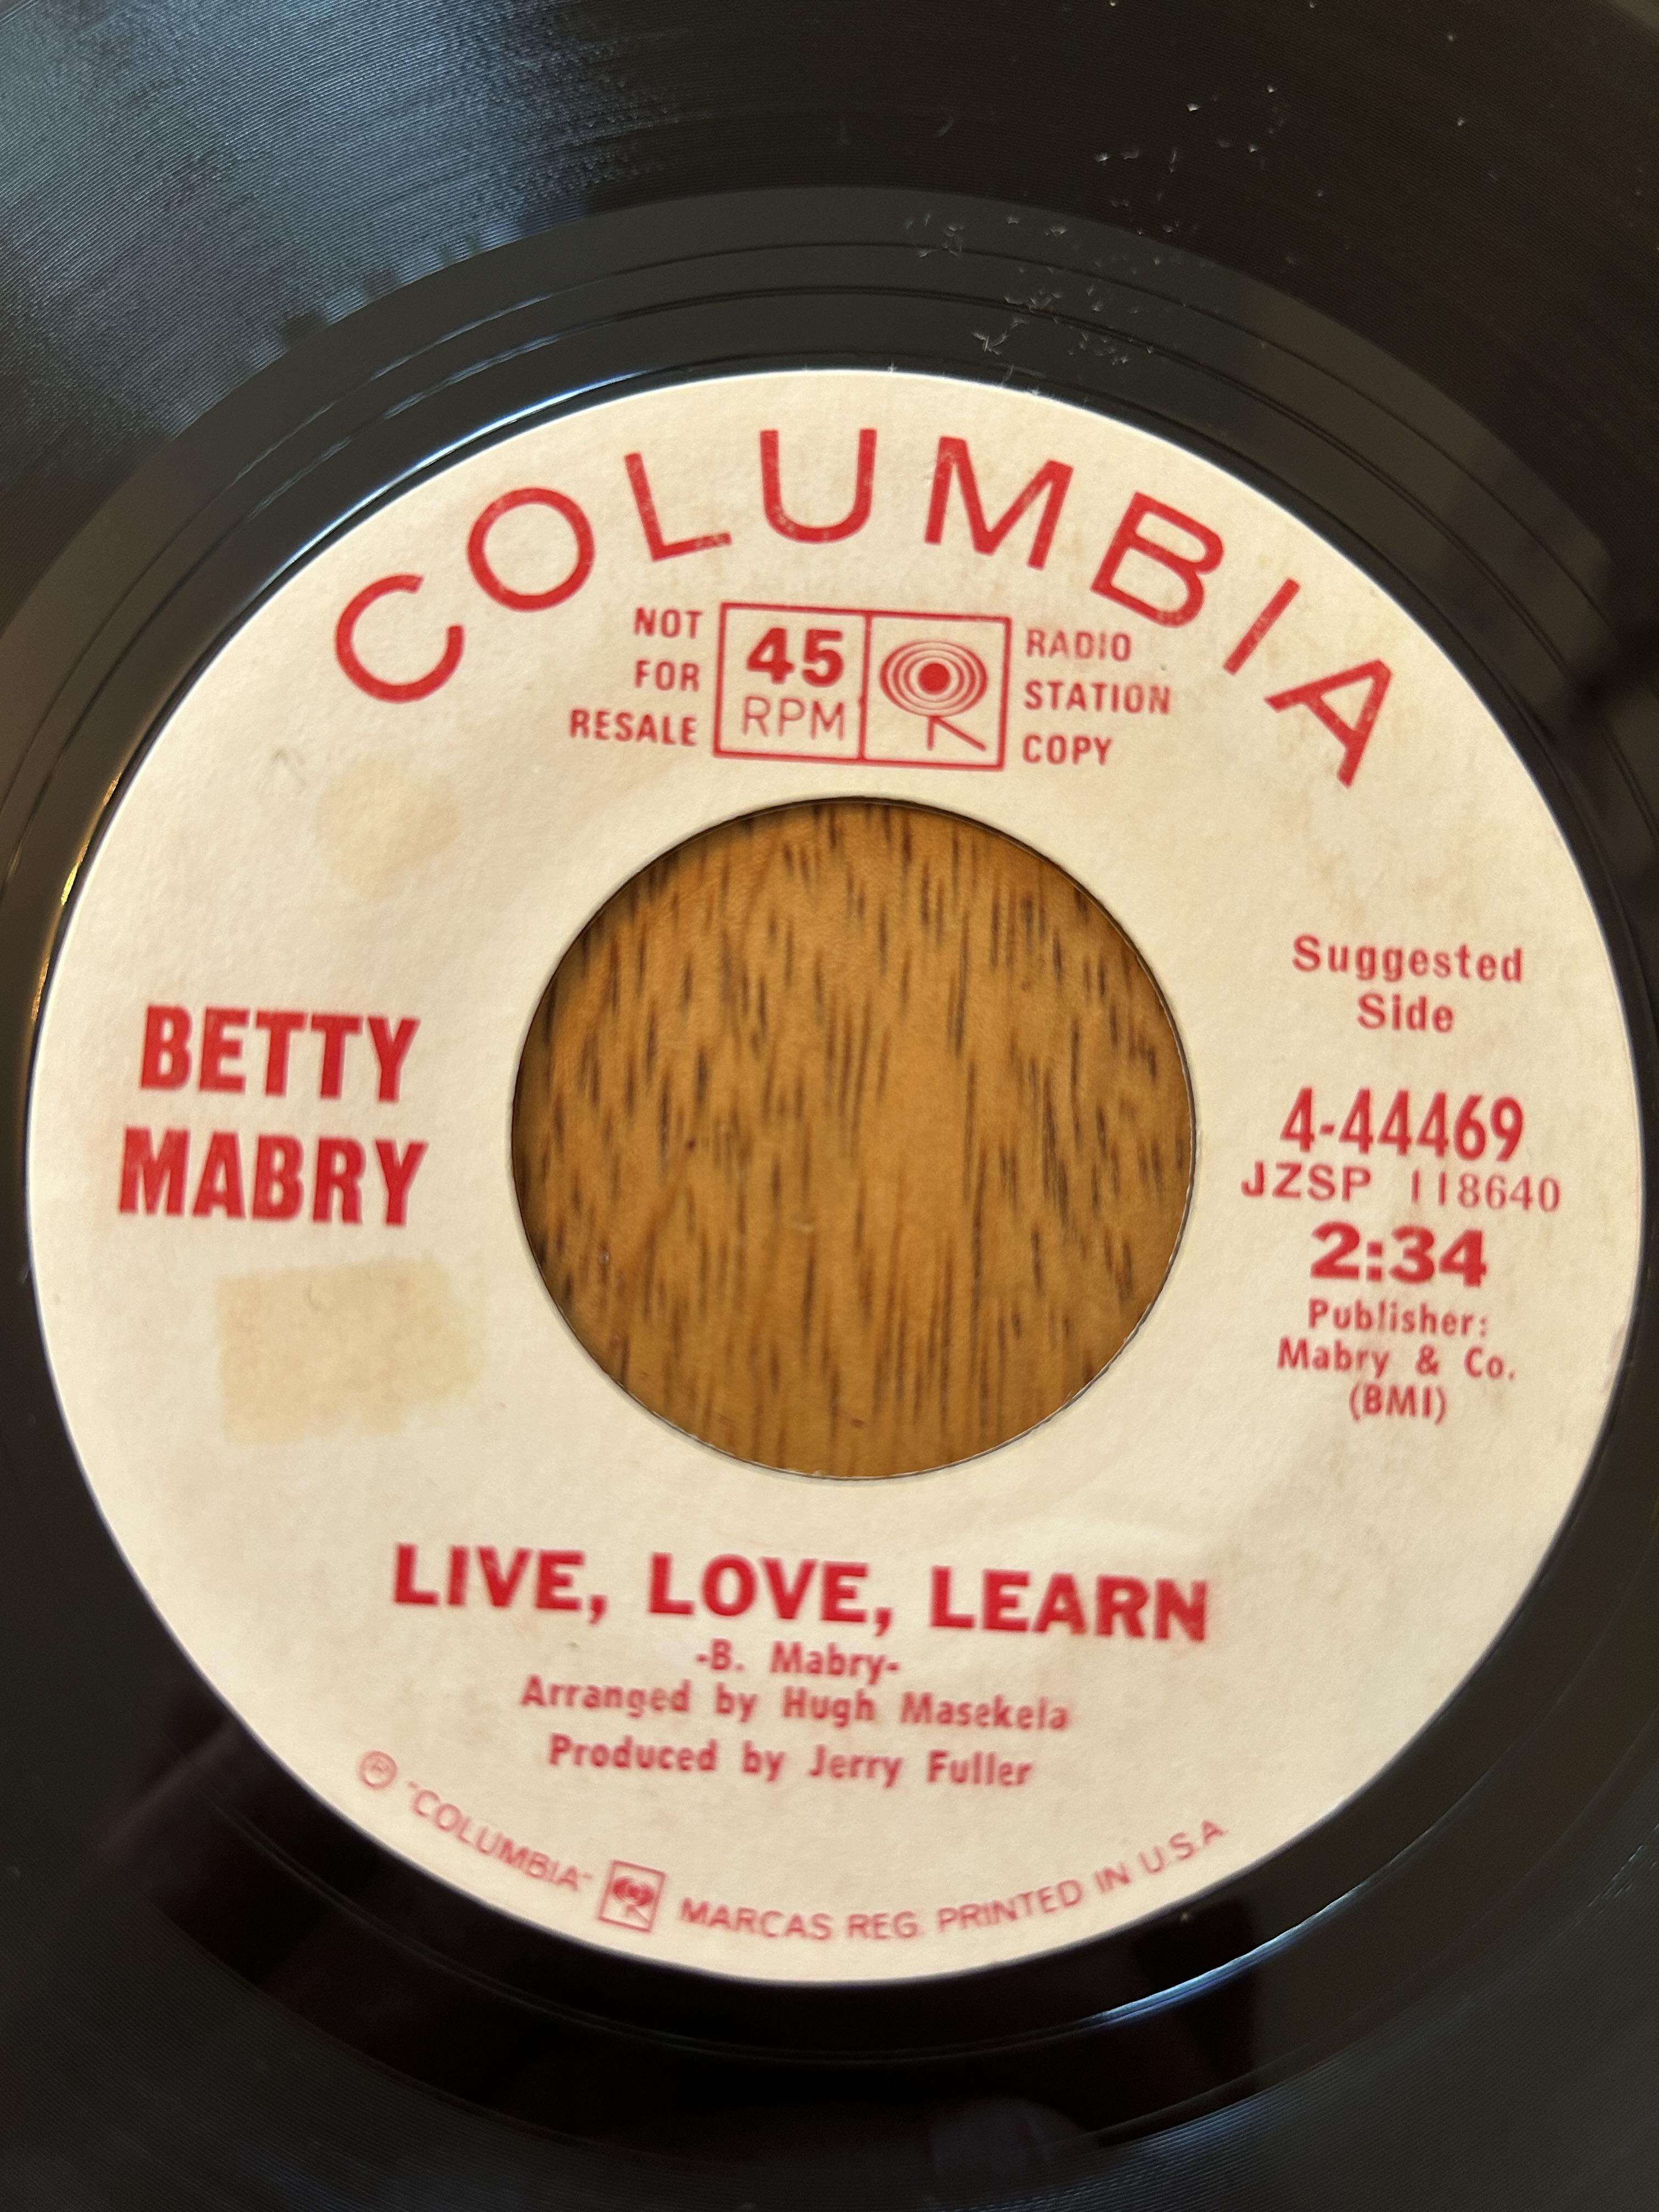 COLUMBIA
NOT
FOR
RESALE
45
RPM
RADIO
STATION
COPY
BETTY
MABRY
Suggested
Side
4-44469
JZSP 118640
2:34
Publisher:
Mabry & Co.
(BMI)
LIVE, LOVE, LEARN
-B. Mabry-
Arranged by Hugh Masekela
Produced by Jerry Fuller
® "COLUMBIA" MARCAS REG. PRINTED IN U.S.A.